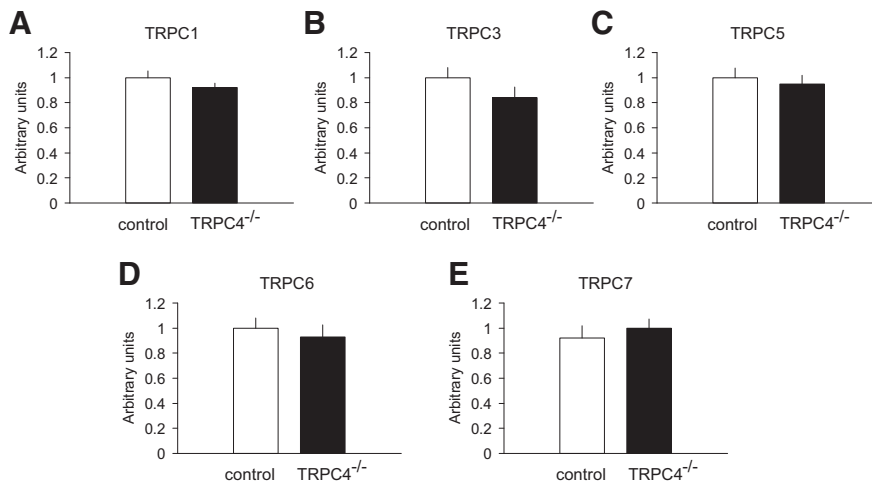 A
TRPC1
Arbitrary units
1.2
1
0.8
0.6
0.4
0.2
0
control TRPC4-/-
B
TRPC3
Arbitrary units
1.2
1
0.8
0.6
0.4
0.2
0
control TRPC4-/-
C
TRPC5
Arbitrary units
1.2
1
0.8
0.6
0.4
0.2
0
control TRPC4-/-
D
TRPC6
Arbitrary units
1.2
1
0.8
0.6
0.4
0.2
0
control TRPC4-/-
E
TRPC7
Arbitrary units
1.2
1
0.8
0.6
0.4
0.2
0
control TRPC4-/-